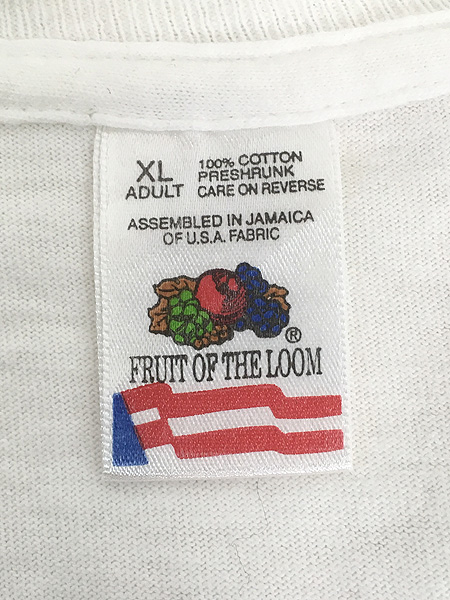 XL
ADULT
100% COTTON
PRESHRUNK
CARE ON REVERSE
ASSEMBLED IN JAMAICA
OF U.S.A. FABRIC
®
FRUIT OF THE LOOM